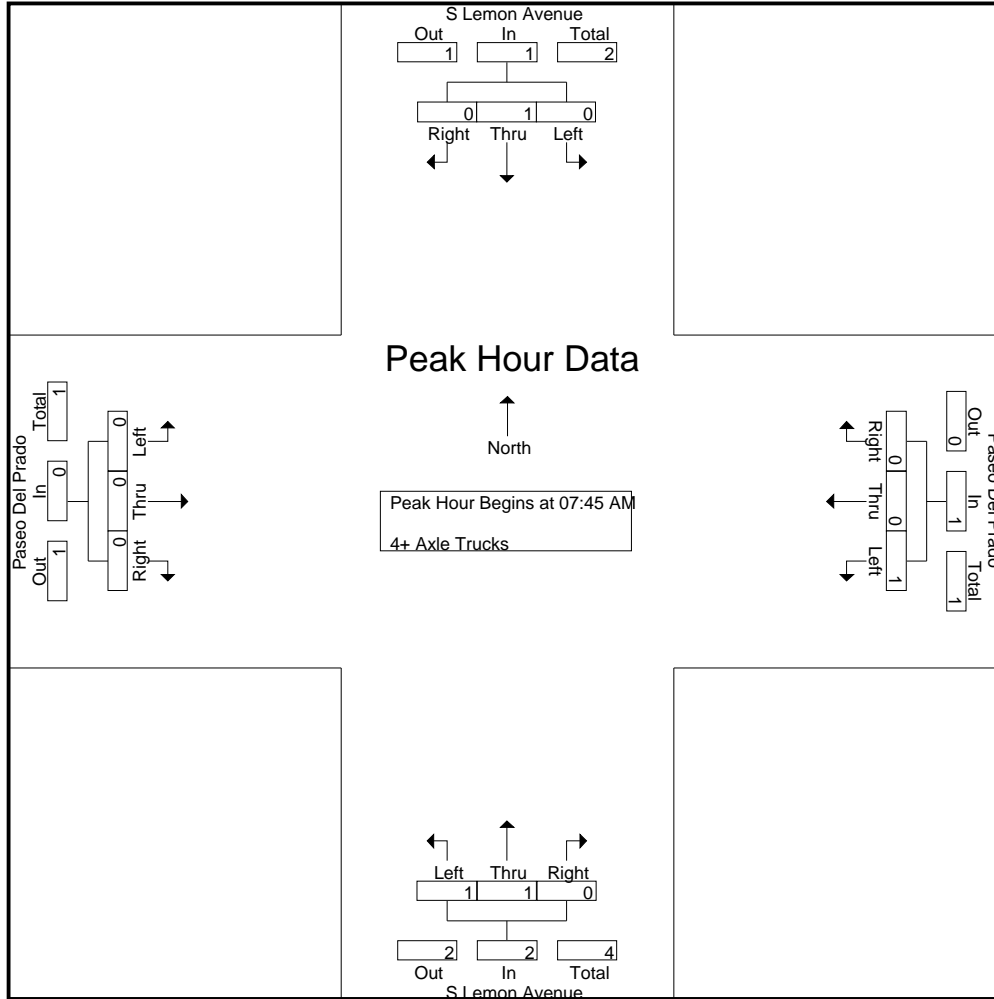 S Lemon Avenue
Out In Total
1 1 2
0 1 0
Right Thru Left
Peak Hour Data
North
Peak Hour Begins at 07:45 AM
4+ Axle Trucks
Paseo Del Prado
Total In Out
1 0 1
0 0 0
Left Thru Right
Paseo Del Prado
Out In Total
0 1 1
0 0 1
Right Thru Left
Left Thru Right
1 1 0
2 2 4
Out In Total
S Lemon Avenue